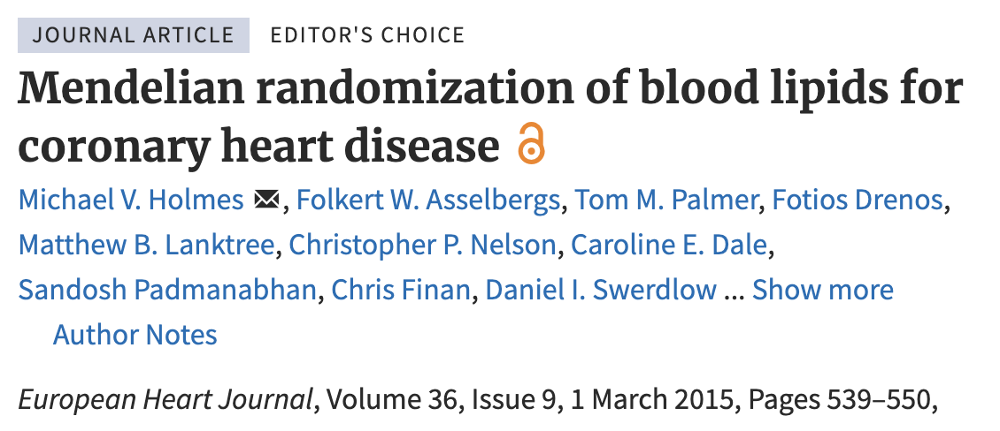 JOURNAL ARTICLE EDITOR'S CHOICE
Mendelian randomization of blood lipids for
coronary heart disease
Michael V. Holmes, Folkert W. Asselbergs, Tom M. Palmer, Fotios Drenos,
Matthew B. Lanktree, Christopher P. Nelson, Caroline E. Dale,
Sandosh Padmanabhan, Chris Finan, Daniel I. Swerdlow ... Show more
Author Notes
European Heart Journal, Volume 36, Issue 9, 1 March 2015, Pages 539–550,